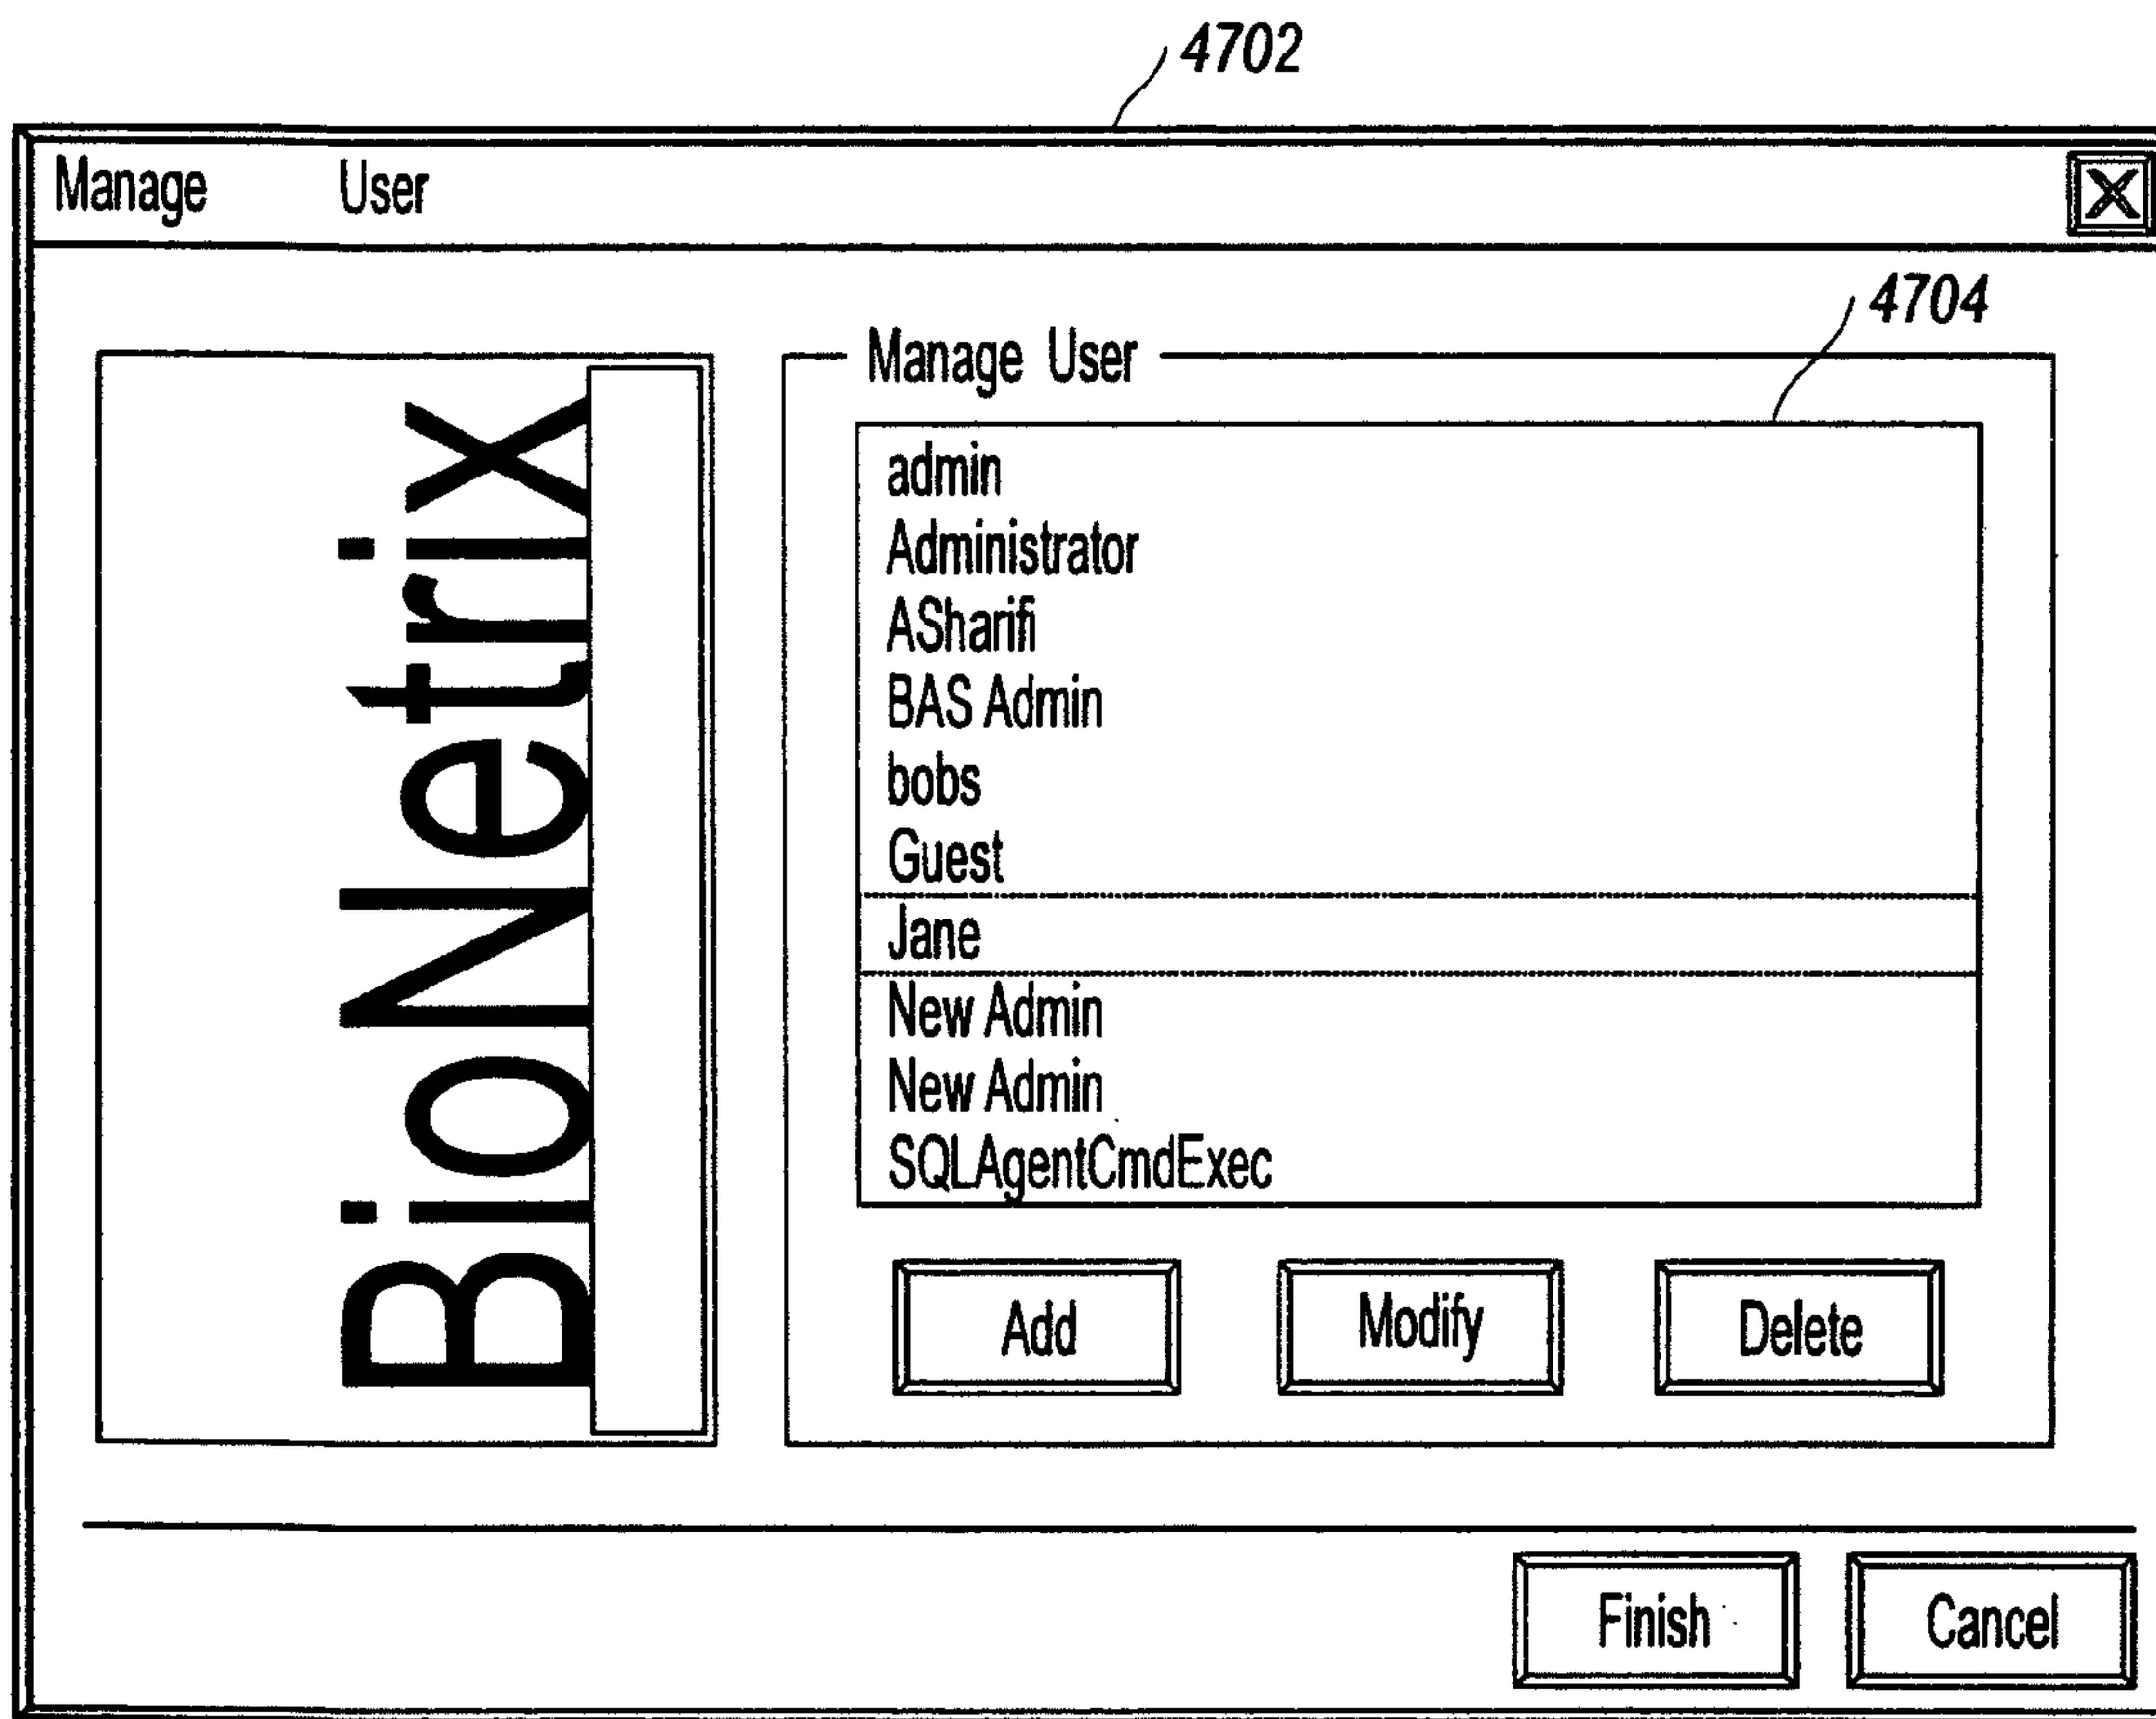 4702
Manage User
X
4704
BioNetrix
Manage User
admin
Administrator
ASharifi
BAS Admin
bobs
Guest
Jane
New Admin
New Admin
SQLAgentCmdExec
Add Modify Delete
Finish Cancel